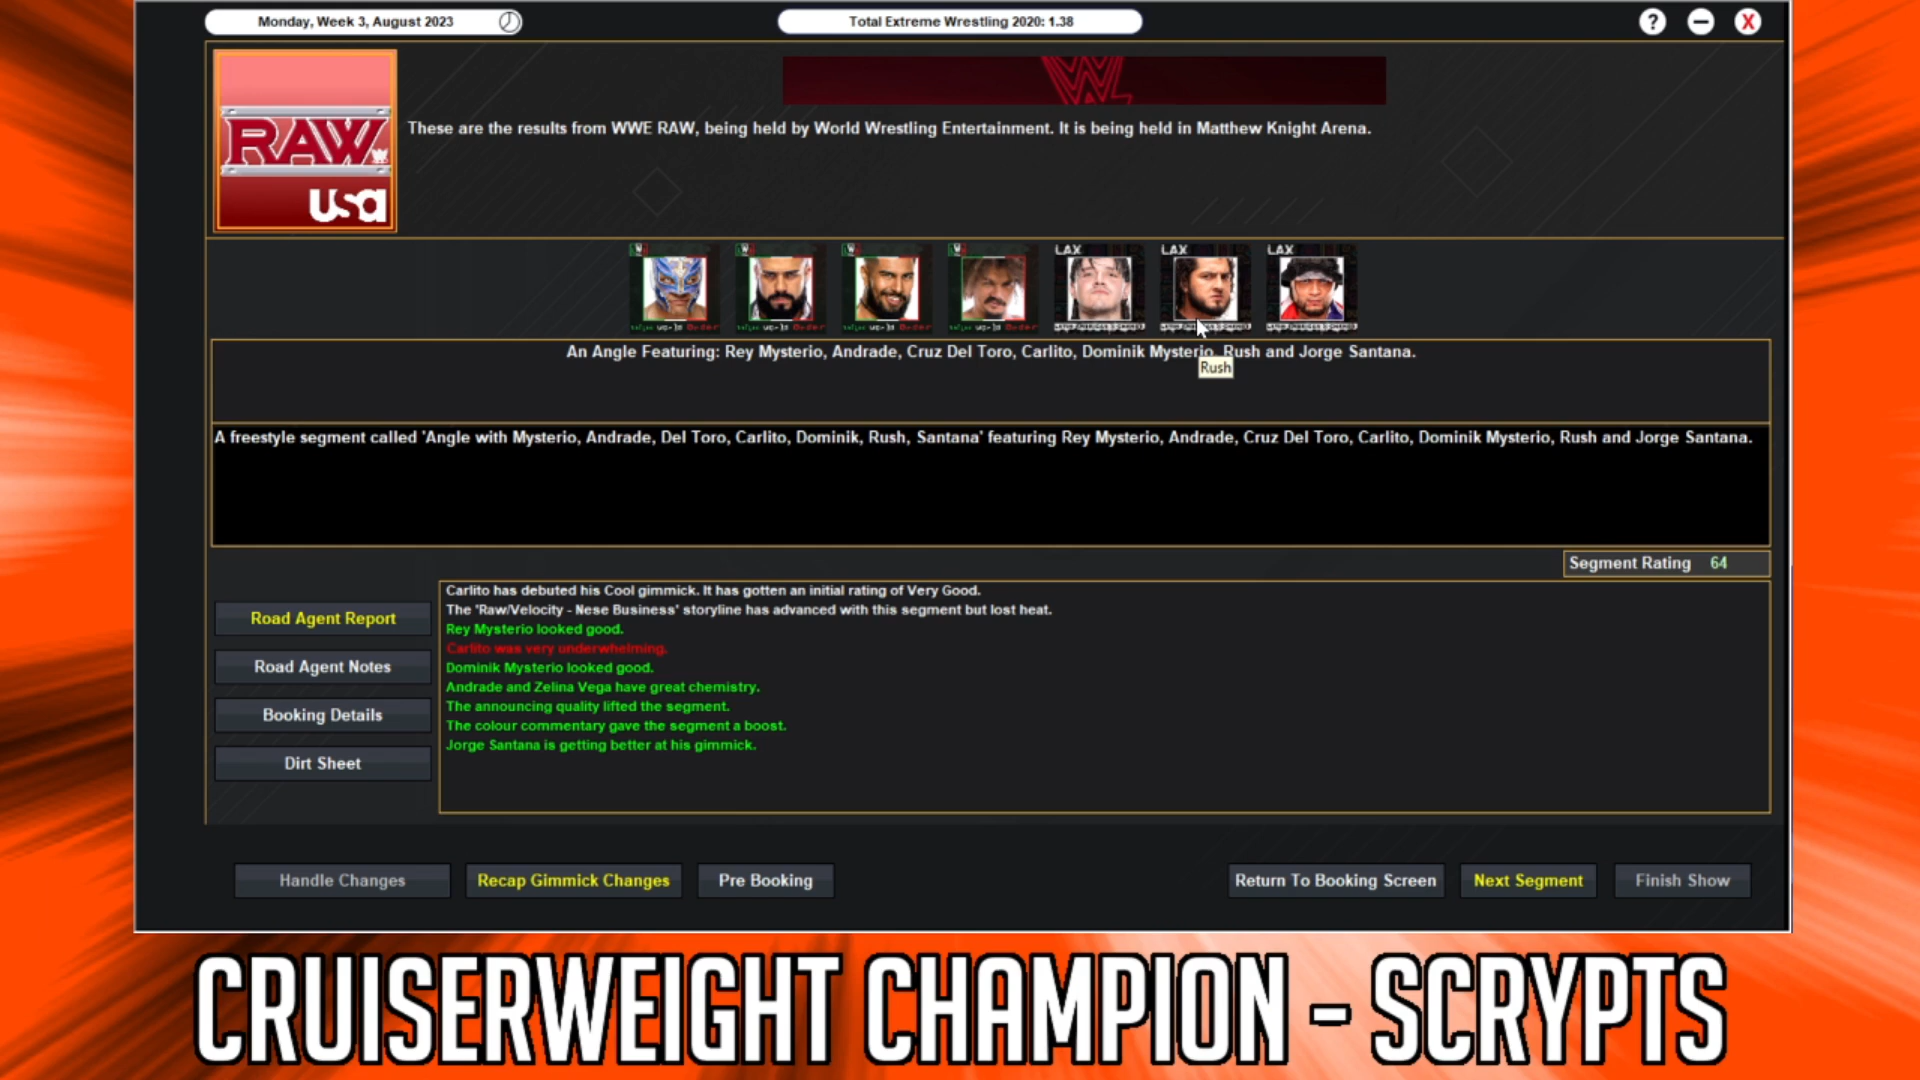 Monday, Week 3, August 2023
Total Extreme Wrestling 2020: 1.38
?
X
RAW
USA
These are the results from WWE RAW, being held by World Wrestling Entertainment. It is being held in Matthew Knight Arena.
LAX
LAX
LAX
An Angle Featuring: Rey Mysterio, Andrade, Cruz Del Toro, Carlito, Dominik Mysterio, Rush and Jorge Santana.
Rush
A freestyle segment called 'Angle with Mysterio, Andrade, Del Toro, Carlito, Dominik, Rush, Santana' featuring Rey Mysterio, Andrade, Cruz Del Toro, Carlito, Dominik Mysterio, Rush and Jorge Santana.
Segment Rating 64
Road Agent Report
Road Agent Notes
Booking Details
Dirt Sheet
Carlito has debuted his Cool gimmick. It has gotten an initial rating of Very Good.
The 'Raw/Velocity - Nese Business' storyline has advanced with this segment but lost heat.
Rey Mysterio looked good.
Carlito was very underwhelming.
Dominik Mysterio looked good.
Andrade and Zelina Vega have great chemistry.
The announcing quality lifted the segment.
The colour commentary gave the segment a boost.
Jorge Santana is getting better at his gimmick.
Handle Changes
Recap Gimmick Changes
Pre Booking
Return To Booking Screen
Next Segment
Finish Show
CRUISERWEIGHT CHAMPION - SCRYPTS